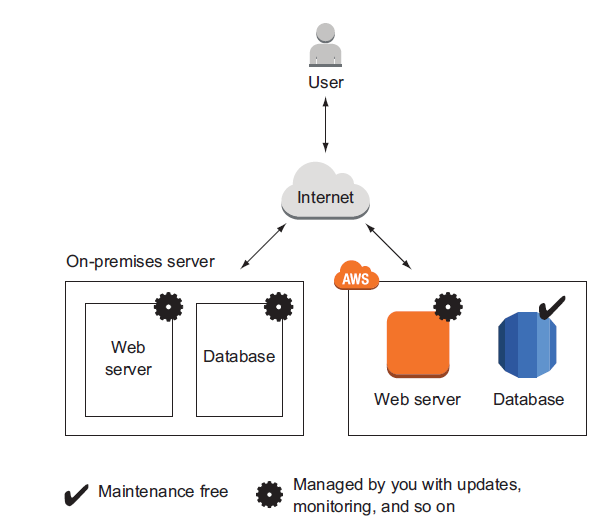 User
Internet
On-premises server
AWS
Web
server
Database
Web server
Database
Maintenance free
Managed by you with updates,
monitoring, and so on